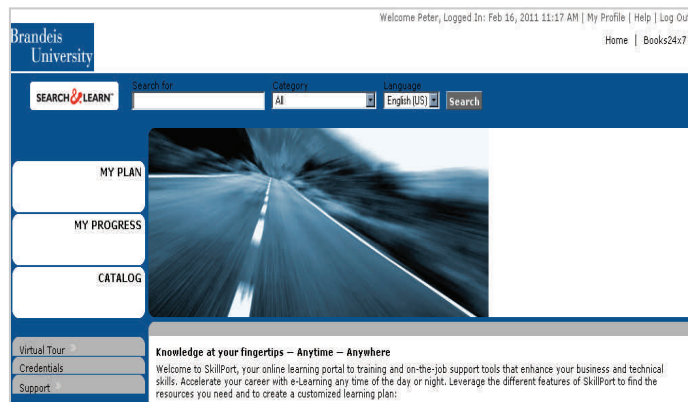 Welcome Peter, Logged In: Feb 16, 2011 11:17 AM | My Profile | Help | Log Out
Brandeis
University
Home | Books24x7
SEARCH & LEARN™
Search for
Category
Language
All
English (US)
Search
MY PLAN
MY PROGRESS
CATALOG
Virtual Tour
Credentials
Support
Knowledge at your fingertips — Anytime — Anywhere
Welcome to SkillPort, your online learning portal to training and on-the-job support tools that enhance your business and technical
skills. Accelerate your career with e-Learning any time of the day or night. Leverage the different features of SkillPort to find the
resources you need and to create a customized learning plan: